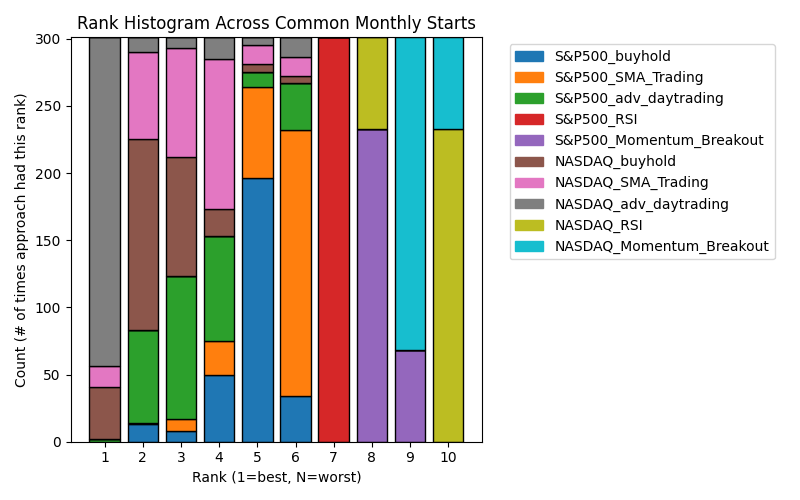 Rank Histogram Across Common Monthly Starts
Count (# of times approach had this rank)
300
250
200
150
100
50
0
1 2 3 4 5 6 7 8 9 10
Rank (1=best, N=worst)
S&P500_buyhold
S&P500_SMA_Trading
S&P500_adv_daytrading
S&P500_RSI
S&P500_Momentum_Breakout
NASDAQ_buyhold
NASDAQ_SMA_Trading
NASDAQ_adv_daytrading
NASDAQ_RSI
NASDAQ_Momentum_Breakout